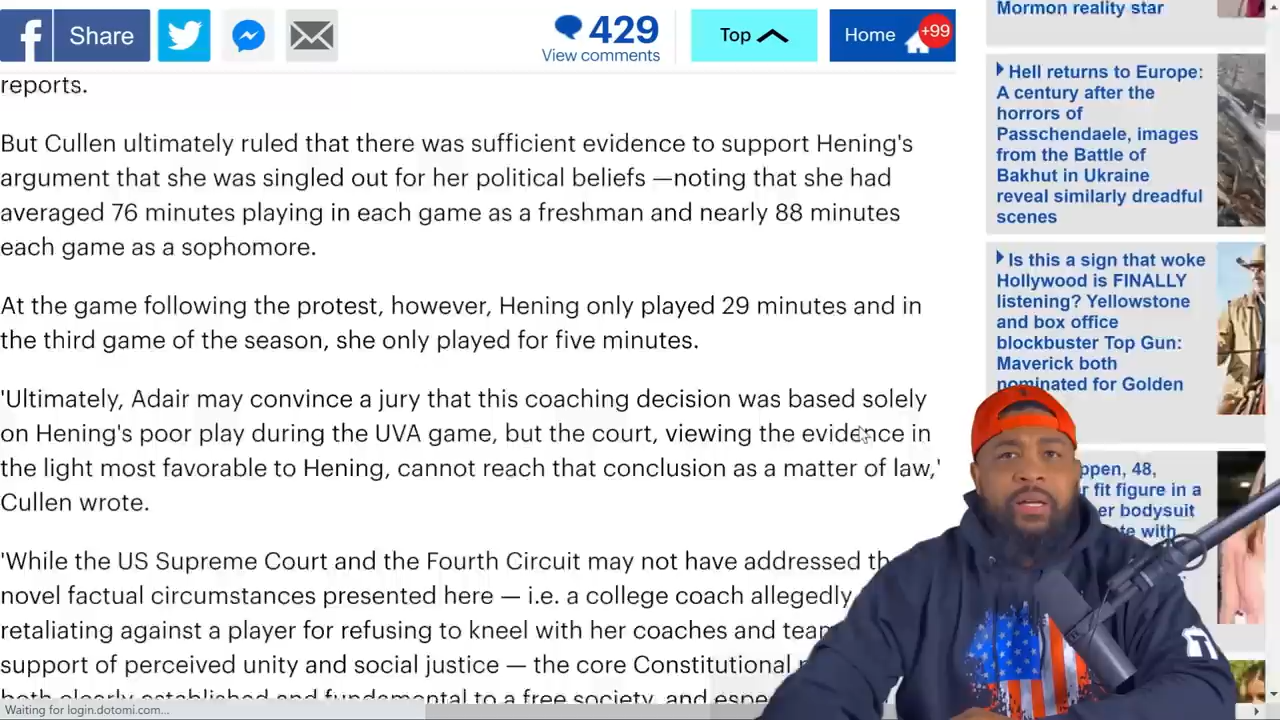 Share
429
View comments
Top
Home
+99
reports.
But Cullen ultimately ruled that there was sufficient evidence to support Hening's
argument that she was singled out for her political beliefs —noting that she had
averaged 76 minutes playing in each game as a freshman and nearly 88 minutes
each game as a sophomore.
At the game following the protest, however, Hening only played 29 minutes and in
the third game of the season, she only played for five minutes.
'Ultimately, Adair may convince a jury that this coaching decision was based solely
on Hening's poor play during the UVA game, but the court, viewing the evidence in
the light most favorable to Hening, cannot reach that conclusion as a matter of law,'
Cullen wrote.
'While the US Supreme Court and the Fourth Circuit may not have addressed
novel factual circumstances presented here — i.e. a college coach allegedly
retaliating against a player for refusing to kneel with her coaches and
support of perceived unity and social justice — the core Constitutional
both clearly established and fundamental to a free society, and
Waiting for login.dotomi.com...
Mormon reality star
Hell returns to Europe:
A century after the
horrors of
Passchendaele, images
from the Battle of
Bakhut in Ukraine
reveal similarly dreadful
scenes
Is this a sign that woke
Hollywood is FINALLY
listening? Yellowstone
and box office
blockbuster Top Gun:
Maverick both
nominated for Golden
48,
fit figure in a
bodysuit
with